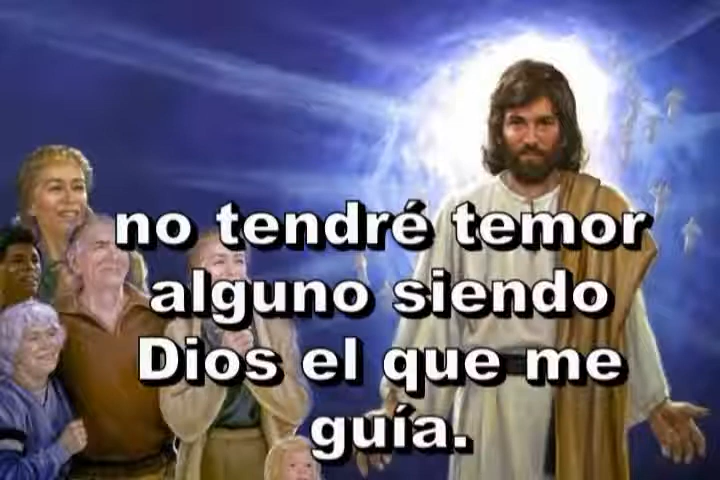 no tendré temor
alguno siendo
Dios el que me
guía.